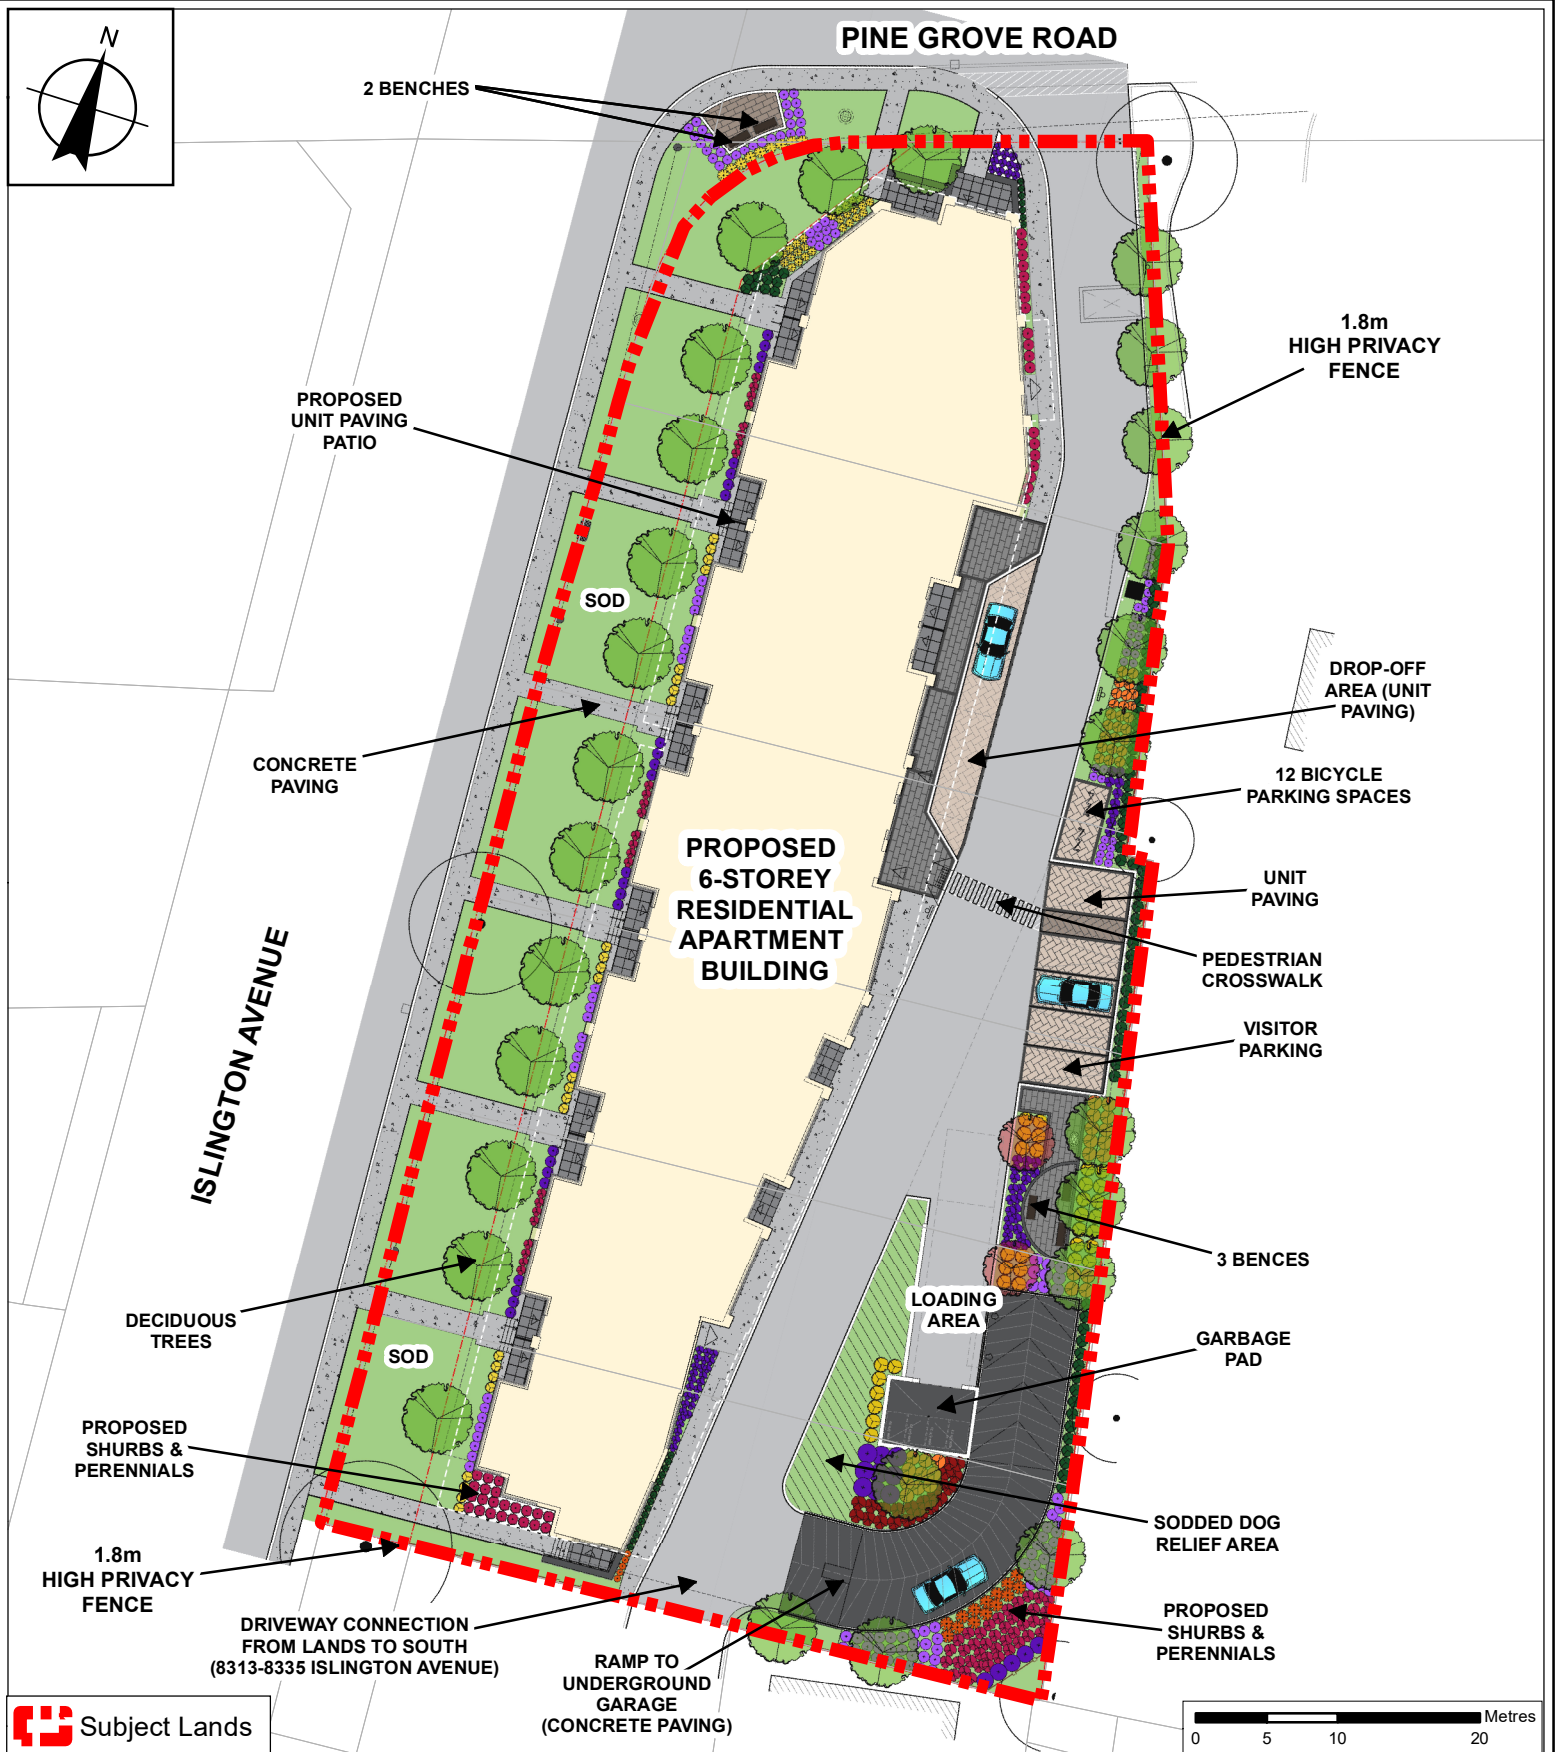 N
PINE GROVE ROAD
2 BENCHES
1.8m
HIGH PRIVACY
FENCE
PROPOSED
UNIT PAVING
PATIO
SOD
DROP-OFF
AREA (UNIT
PAVING)
CONCRETE
PAVING
12 BICYCLE
PARKING SPACES
PROPOSED
6-STOREY
RESIDENTIAL
APARTMENT
BUILDING
UNIT
PAVING
PEDESTRIAN
CROSSWALK
ISLINGTON AVENUE
VISITOR
PARKING
3 BENCES
LOADING
AREA
DECIDUOUS
TREES
SOD
GARBAGE
PAD
PROPOSED
SHURBS &
PERENNIALS
SODDED DOG
RELIEF AREA
1.8m
HIGH PRIVACY
FENCE
DRIVEWAY CONNECTION
FROM LANDS TO SOUTH
(8313-8335 ISLINGTON AVENUE)
RAMP TO
UNDERGROUND
GARAGE
(CONCRETE PAVING)
PROPOSED
SHURBS &
PERENNIALS
Subject Lands
Metres
0 5 10 20